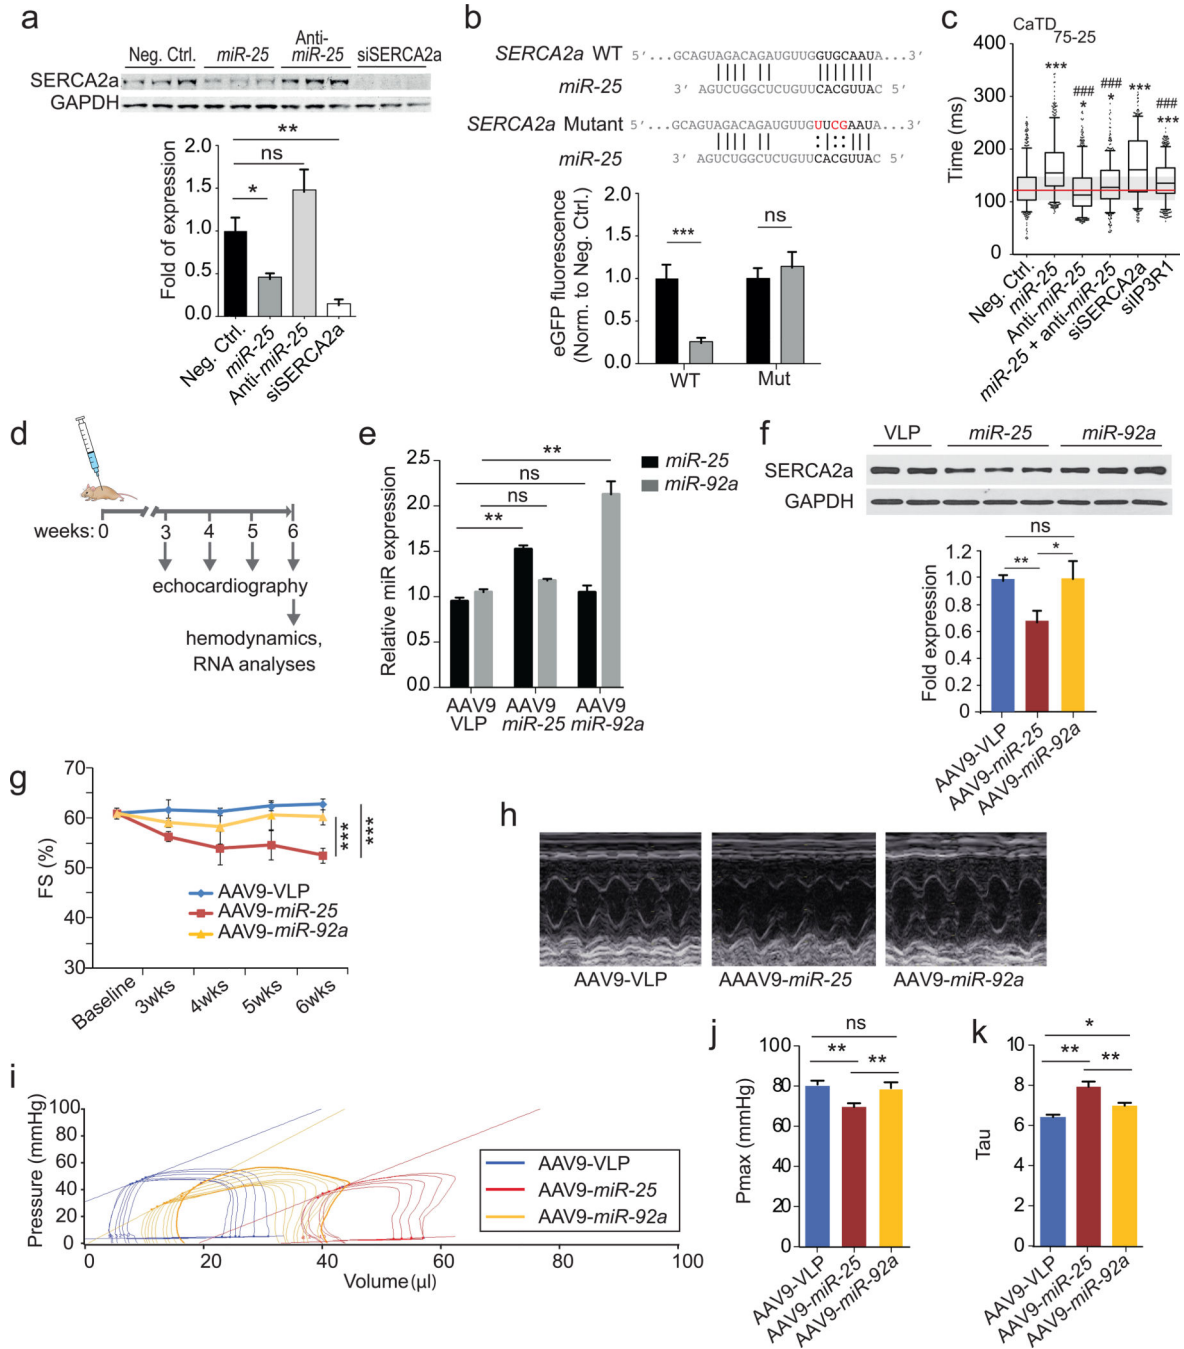 a
Neg. Ctrl. miR-25 Anti-miR-25 siSERCA2a
SERCA2a
GAPDH
**
ns
*
Fold of expression
2.0
1.5
1.0
0.5
0.0
Neg. Ctrl.
miR-25
Anti-miR-25
siSERCA2a
b
SERCA2a WT 5'...GCAGUAGACAGAUGUUGGUGCAAUA...3'
miR-25 3' AGUCUGGCUCUGUUCACGUUAC 5'
SERCA2a Mutant 5'...GCAGUAGACAGAUGUUGUUCGAAUA...3'
miR-25 3' AGUCUGGCUCUGUUCACGUUAC 5'
eGFP fluorescence
(Norm. to Neg. Ctrl.)
2.0
1.5
1.0
0.5
0.0
***
ns
WT Mut
c
CaTD75-25
Time (ms)
400
300
200
100
0
***
###
*
###
*
***
###
***
Neg. Ctrl.
miR-25
Anti-miR-25
miR-25 + anti-miR-25
siSERCA2a
siIP3R1
d
weeks: 0 3 4 5 6
echocardiography
hemodynamics,
RNA analyses
e
Relative miR expression
2.5
2.0
1.5
1.0
0.5
0.0
**
ns
ns
**
miR-25
miR-92a
AAV9 AAV9 AAV9
VLP miR-25 miR-92a
f
VLP miR-25 miR-92a
SERCA2a
GAPDH
ns
**
*
Fold expression
1.2
1.0
0.8
0.6
0.4
0.2
0
AAV9-VLP
AAV9-miR-25
AAV9-miR-92a
g
FS (%)
70
60
50
40
30
***
***
AAV9-VLP
AAV9-miR-25
AAV9-miR-92a
Baseline
3wks
4wks
5wks
6wks
h
AAV9-VLP AAAV9-miR-25 AAV9-miR-92a
i
Pressure (mmHg)
100
80
60
40
20
0
0 20 40 60 80 100
Volume (µl)
AAV9-VLP
AAV9-miR-25
AAV9-miR-92a
j
Pmax (mmHg)
100
80
60
40
20
0
ns
**
**
AAV9-VLP
AAV9-miR-25
AAV9-miR-92a
k
Tau
10
8
6
4
2
0
*
**
**
AAV9-VLP
AAV9-miR-25
AAV9-miR-92a